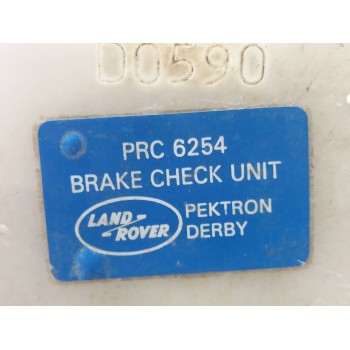 D0590
PRC 6254
BRAKE CHECK UNIT
LAND ROVER
PEKTRON
DERBY